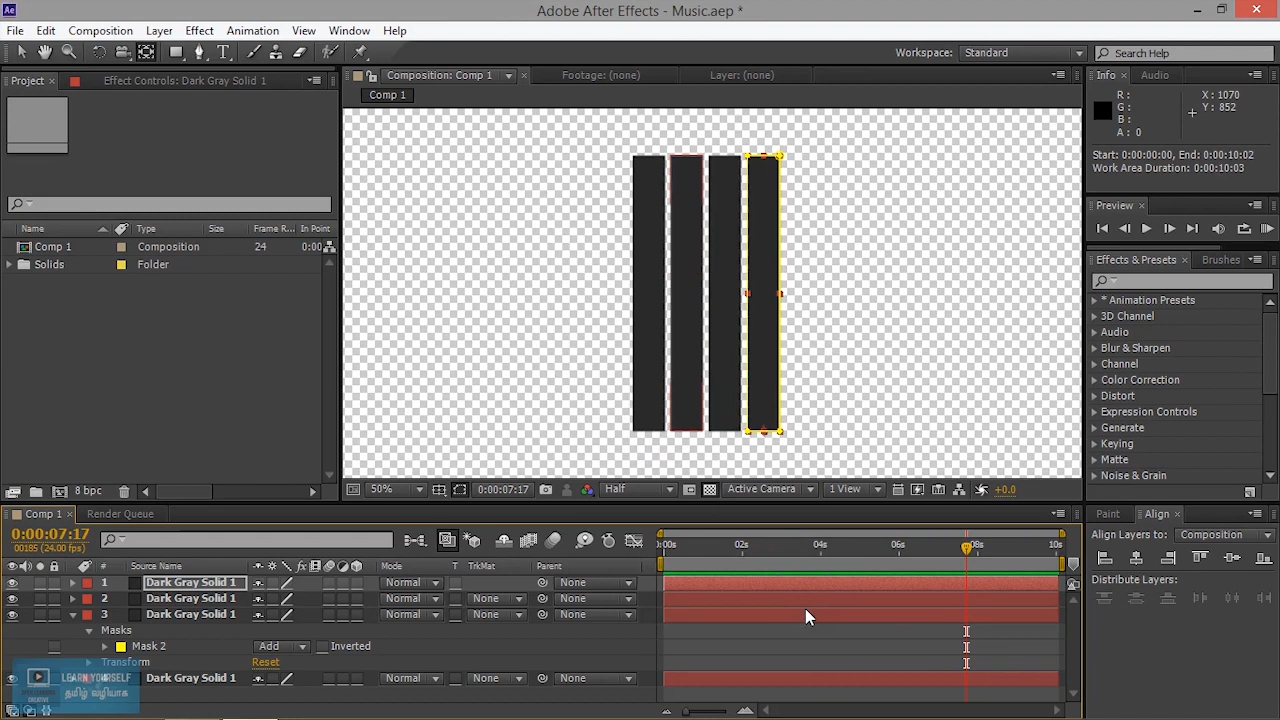 Ae Adobe After Effects - Music.aep *
File Edit Composition Layer Effect Animation View Window Help
Workspace: Standard Search Help
Project Effect Controls: Dark Gray Solid 1 Composition: Comp 1 Footage: (none) Layer: (none) Info Audio
Comp 1
R : X : 1070
G : Y : 852
B :
A : 0
Start: 0:00:00:00, End: 0:00:10:02
Work Area Duration: 0:00:10:03
Preview
Name Type Size Frame R... In Point
Comp 1 Composition 24 0:00
Solids Folder
Effects & Presets Brushes
* Animation Presets
3D Channel
Audio
Blur & Sharpen
Channel
Color Correction
Distort
Expression Controls
Generate
Keying
Matte
Noise & Grain
8 bpc 50% 0:00:07:17 Half Active Camera 1 View +0.0
Comp 1 Render Queue Paint Align
0:00:07:17
00185 (24.00 fps)
:00s 02s 04s 06s 08s 10s
Align Layers to: Composition
Distribute Layers:
# Source Name Mode T TrkMat Parent
1 Dark Gray Solid 1 Normal None
2 Dark Gray Solid 1 Normal None None
3 Dark Gray Solid 1 Normal None None
Masks
Mask 2 Add Inverted
Transform Reset
4 Dark Gray Solid 1 Normal None None
LEARN YOURSELF
தமிழ் வழியாக